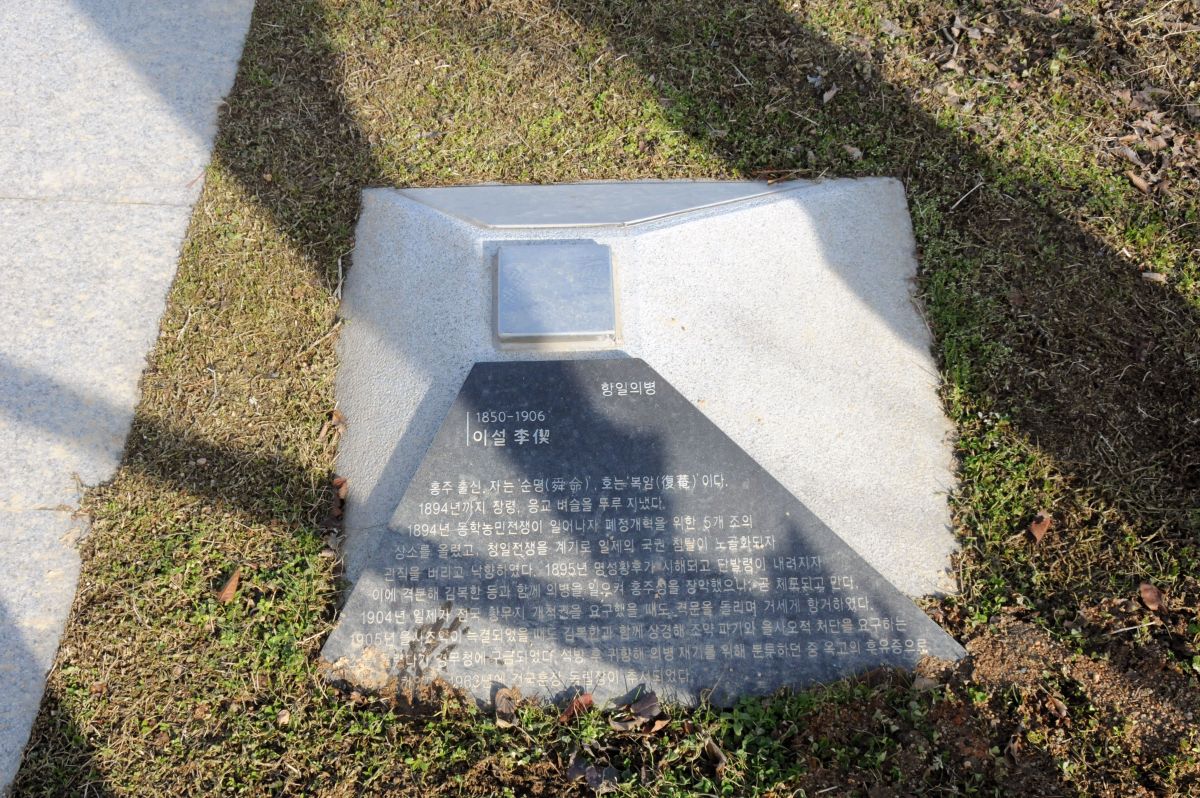 항일의병
1850-1906
이설 李偰
홍주 출신. 자는 '순명(舜命)', 호는 '복암(復菴)'이다.
1894년까지 장령, 응교 벼슬을 두루 지냈다.
1894년 동학농민전쟁이 일어나자 폐정개혁을 위한 5개 조의
상소를 올렸고, 청일전쟁을 계기로 일제의 국권 침탈이 노골화되자
관직을 버리고 낙향하였다. 1895년 명성황후가 시해되고 단발령이 내려지자
이에 격분해 김복한 등과 함께 의병을 일으켜 홍주성을 장악했으나 곧 체포되고 만다.
1904년 일제가 전국 황무지 개척권을 요구했을 때도 격문을 돌리며 거세게 항거하였다.
1905년 을사조약이 늑결되었을 때도 김복한과 함께 상경해 조약 파기와 을사오적 처단을 요구하는
경무청에 구금되었다. 석방 후 귀향해 의병 재기를 위해 분투하던 중 옥고의 후유증으로
1963년에 건국훈장 독립장이 추서되었다.